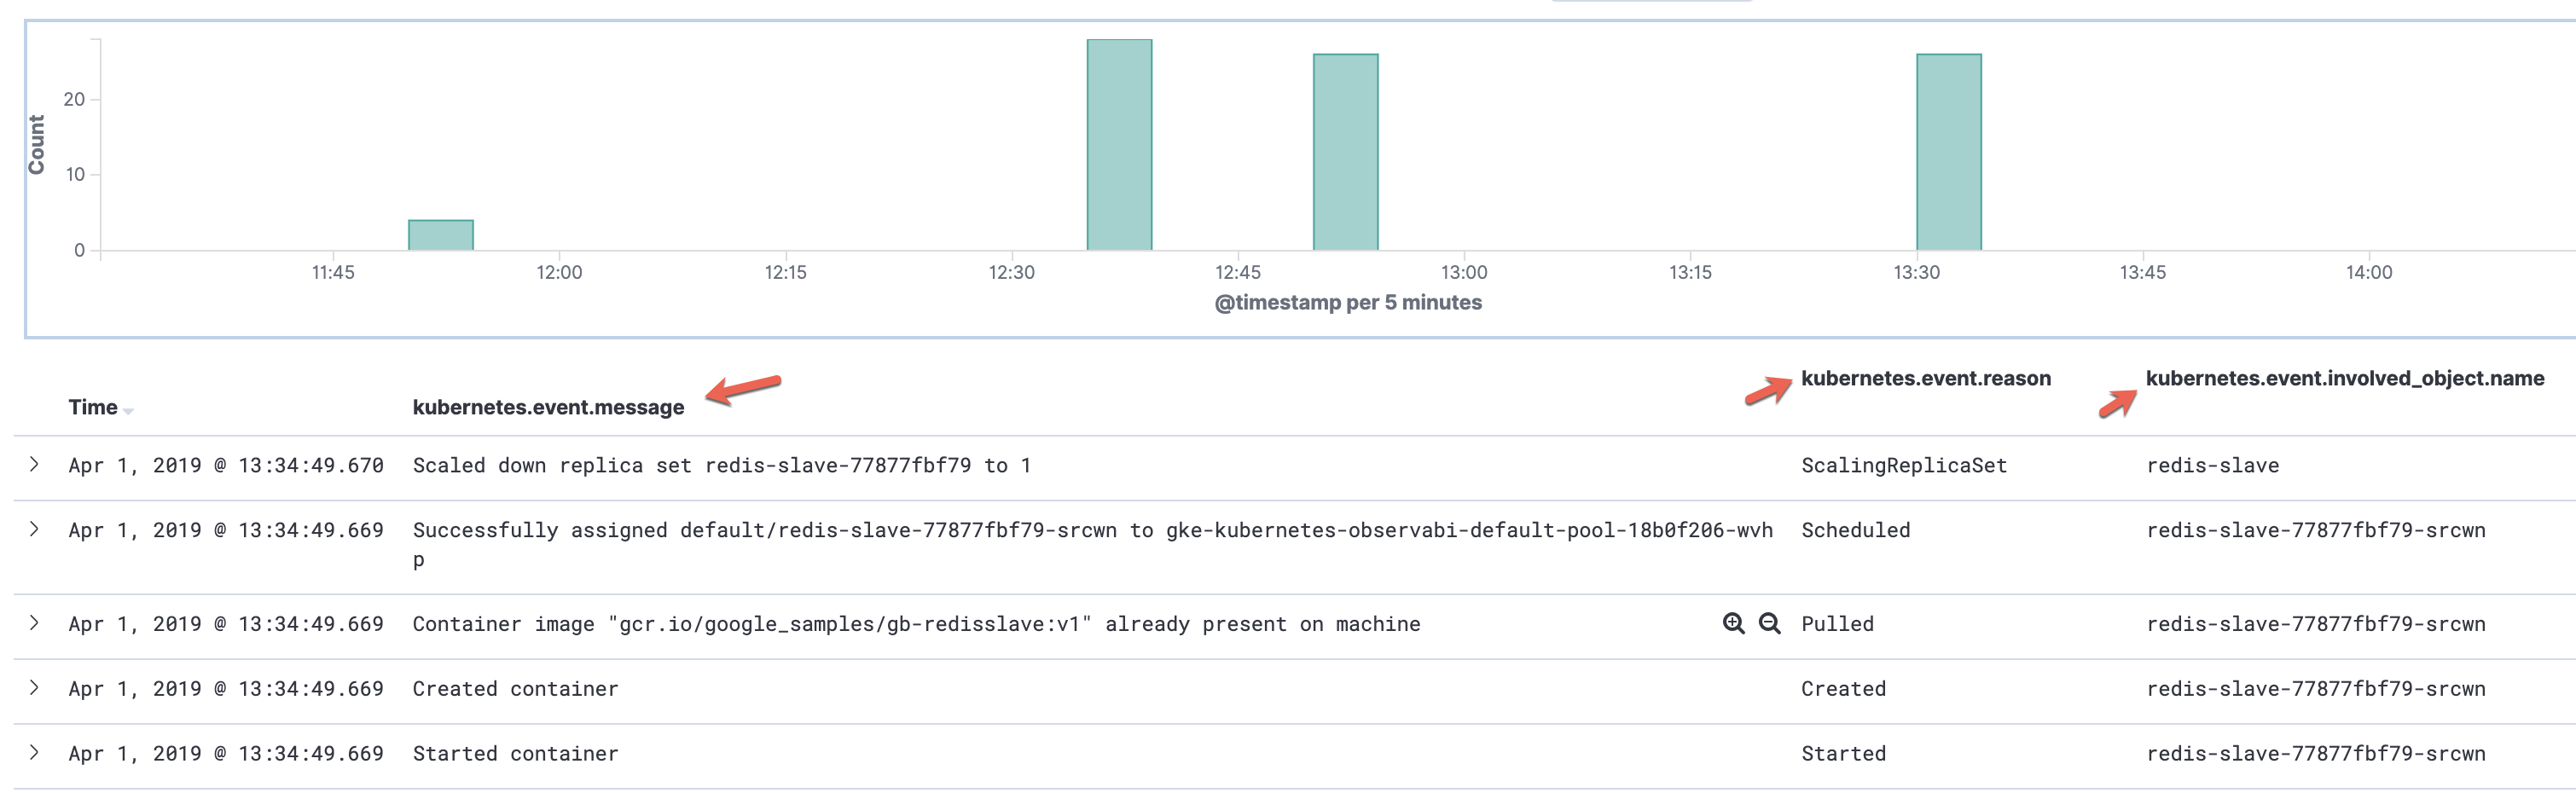 20
10
0
Count
11:45 12:00 12:15 12:30 12:45 13:00 13:15 13:30 13:45 14:00
@timestamp per 5 minutes
Time kubernetes.event.message kubernetes.event.reason kubernetes.event.involved_object.name
Apr 1, 2019 @ 13:34:49.670 Scaled down replica set redis-slave-77877fbf79 to 1 ScalingReplicaSet redis-slave
Apr 1, 2019 @ 13:34:49.669 Successfully assigned default/redis-slave-77877fbf79-srcwn to gke-kubernetes-observabi-default-pool-18b0f206-wvh Scheduled redis-slave-77877fbf79-srcwn
p
Apr 1, 2019 @ 13:34:49.669 Container image "gcr.io/google_samples/gb-redisslave:v1" already present on machine Pulled redis-slave-77877fbf79-srcwn
Apr 1, 2019 @ 13:34:49.669 Created container Created redis-slave-77877fbf79-srcwn
Apr 1, 2019 @ 13:34:49.669 Started container Started redis-slave-77877fbf79-srcwn